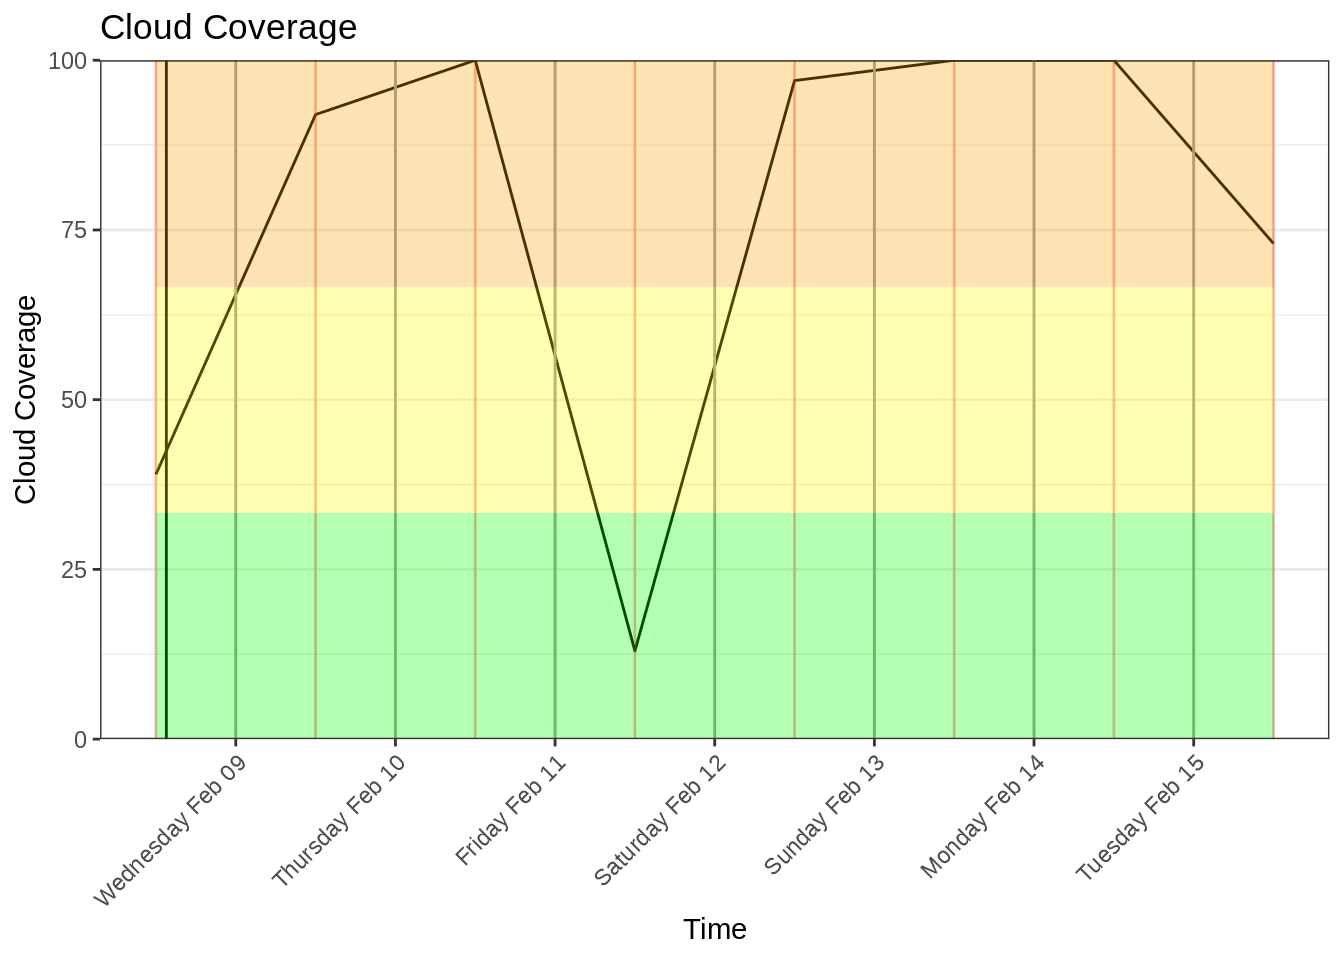 Cloud Coverage
100
75
50
25
0
Cloud Coverage
Wednesday Feb 09
Thursday Feb 10
Friday Feb 11
Saturday Feb 12
Sunday Feb 13
Monday Feb 14
Tuesday Feb 15
Time